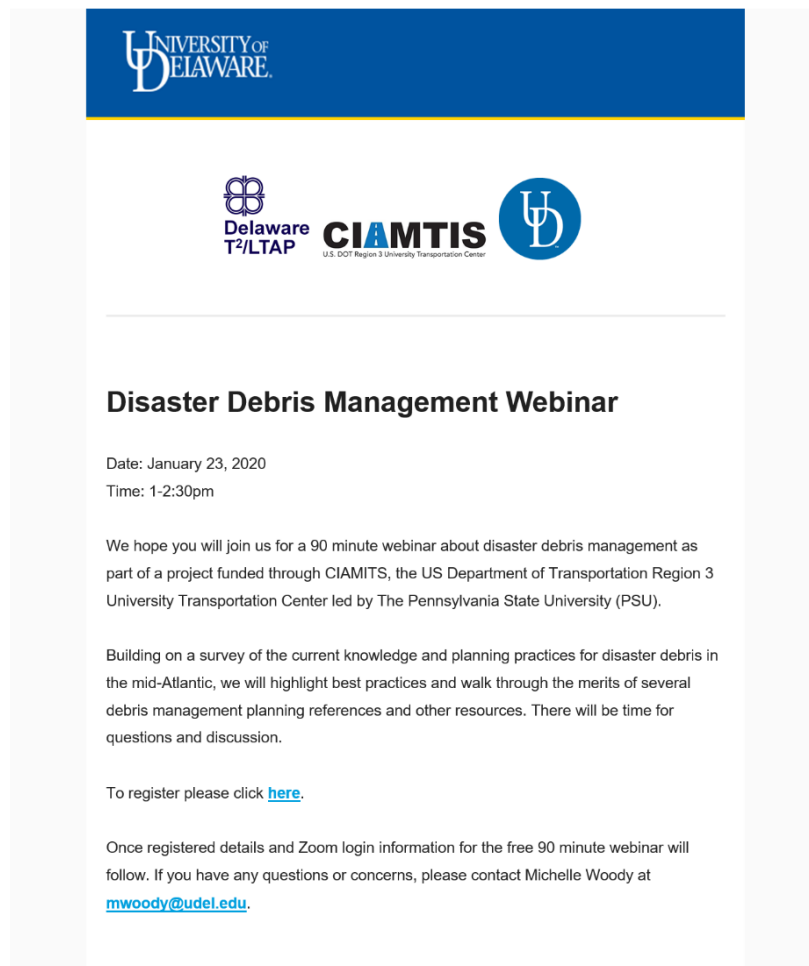 UNIVERSITY OF
DELAWARE.
Delaware
T²/LTAP
CIAMTIS
U.S. DOT Region 3 University Transportation Center
UD
Disaster Debris Management Webinar
Date: January 23, 2020
Time: 1-2:30pm
We hope you will join us for a 90 minute webinar about disaster debris management as
part of a project funded through CIAMITS, the US Department of Transportation Region 3
University Transportation Center led by The Pennsylvania State University (PSU).
Building on a survey of the current knowledge and planning practices for disaster debris in
the mid-Atlantic, we will highlight best practices and walk through the merits of several
debris management planning references and other resources. There will be time for
questions and discussion.
To register please click here.
Once registered details and Zoom login information for the free 90 minute webinar will
follow. If you have any questions or concerns, please contact Michelle Woody at
mwoody@udel.edu.